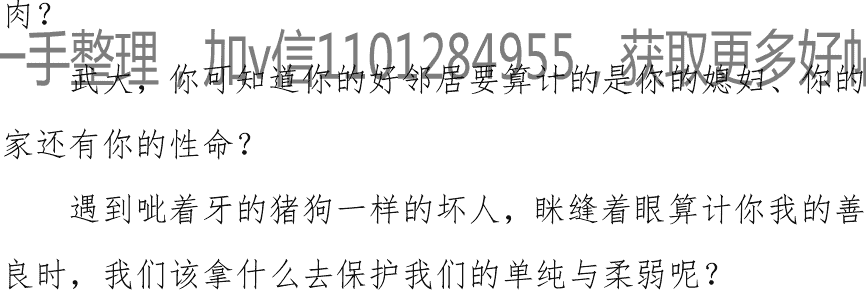 肉？
一手整理，加v信1101284955，获取更多好帖
武大，你可知道你的好邻居要算计的是你的媳妇、你的
家还有你的性命？
遇到呲着牙的猪狗一样的坏人，眯缝着眼算计你我的善
良时，我们该拿什么去保护我们的单纯与柔弱呢？